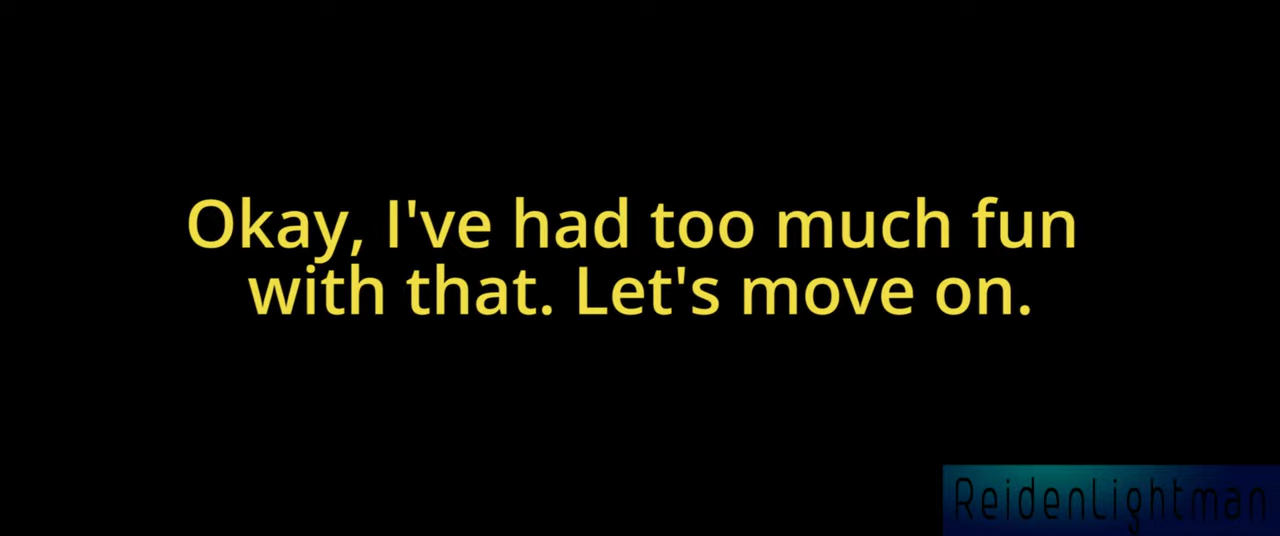 Okay, I've had too much fun
with that. Let's move on.
ReidenLightman